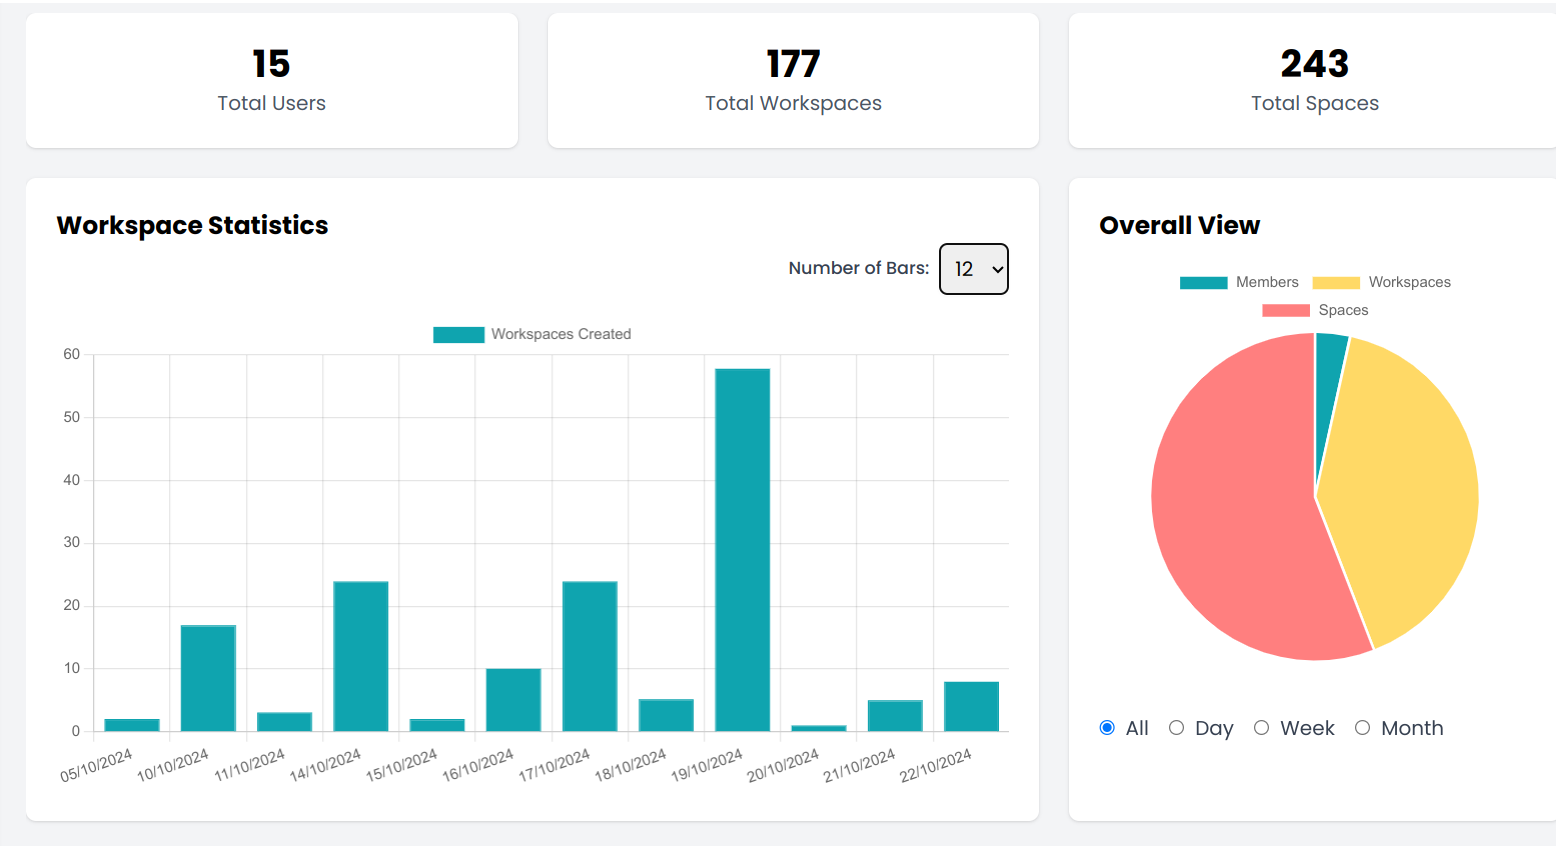 15
Total Users
177
Total Workspaces
243
Total Spaces
Workspace Statistics
Number of Bars: 12
Workspaces Created
60
50
40
30
20
10
0
05/10/2024 10/10/2024 11/10/2024 14/10/2024 15/10/2024 16/10/2024 17/10/2024 18/10/2024 19/10/2024 20/10/2024 21/10/2024 22/10/2024
Overall View
Members Workspaces
Spaces
All Day Week Month